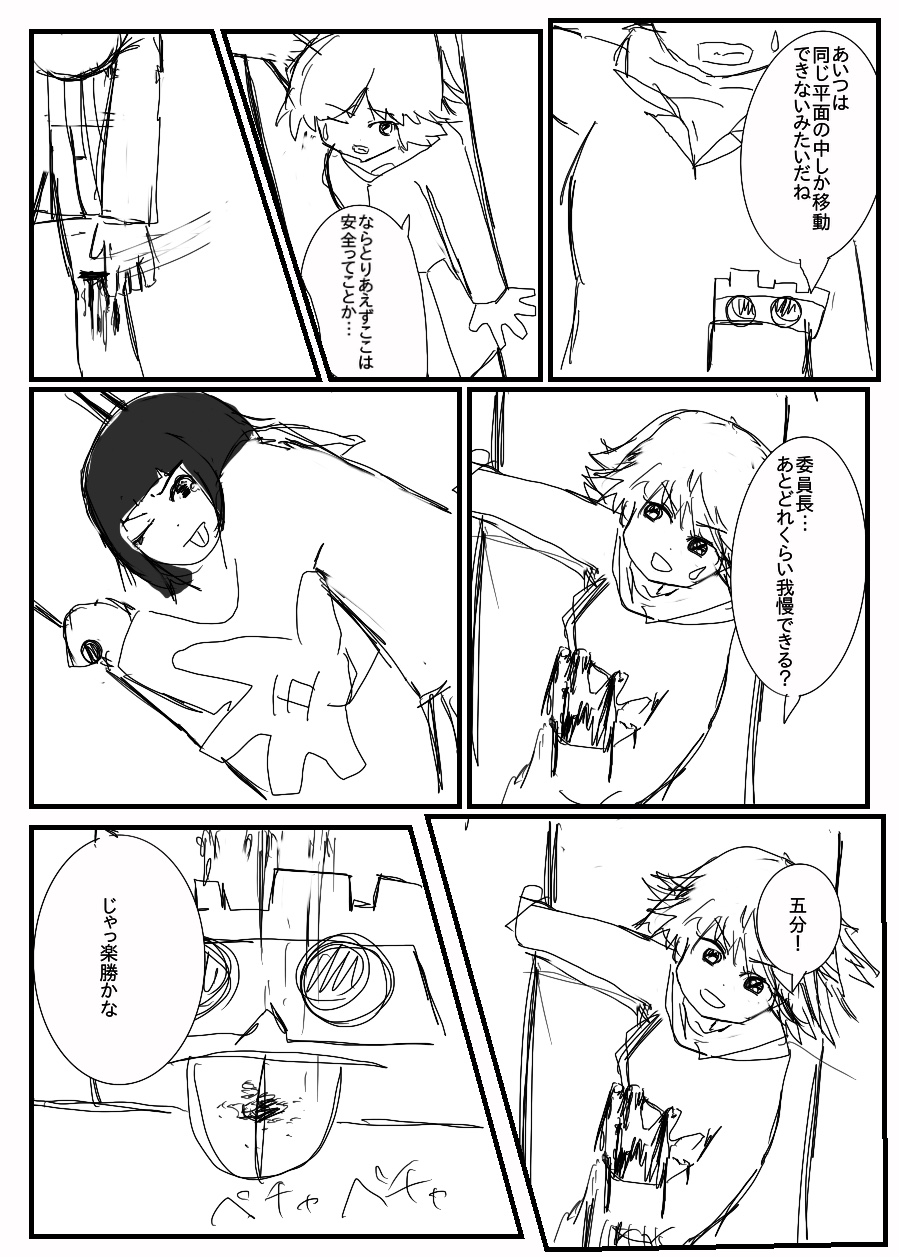 あいつは
同じ平面の中しか移動
できないみたいだね
ならとりあえずここは
安全ってことか…
委員長…
あとどれくらい我慢できる?
五分!
じゃっ楽勝かな
ペチャ ペチャ